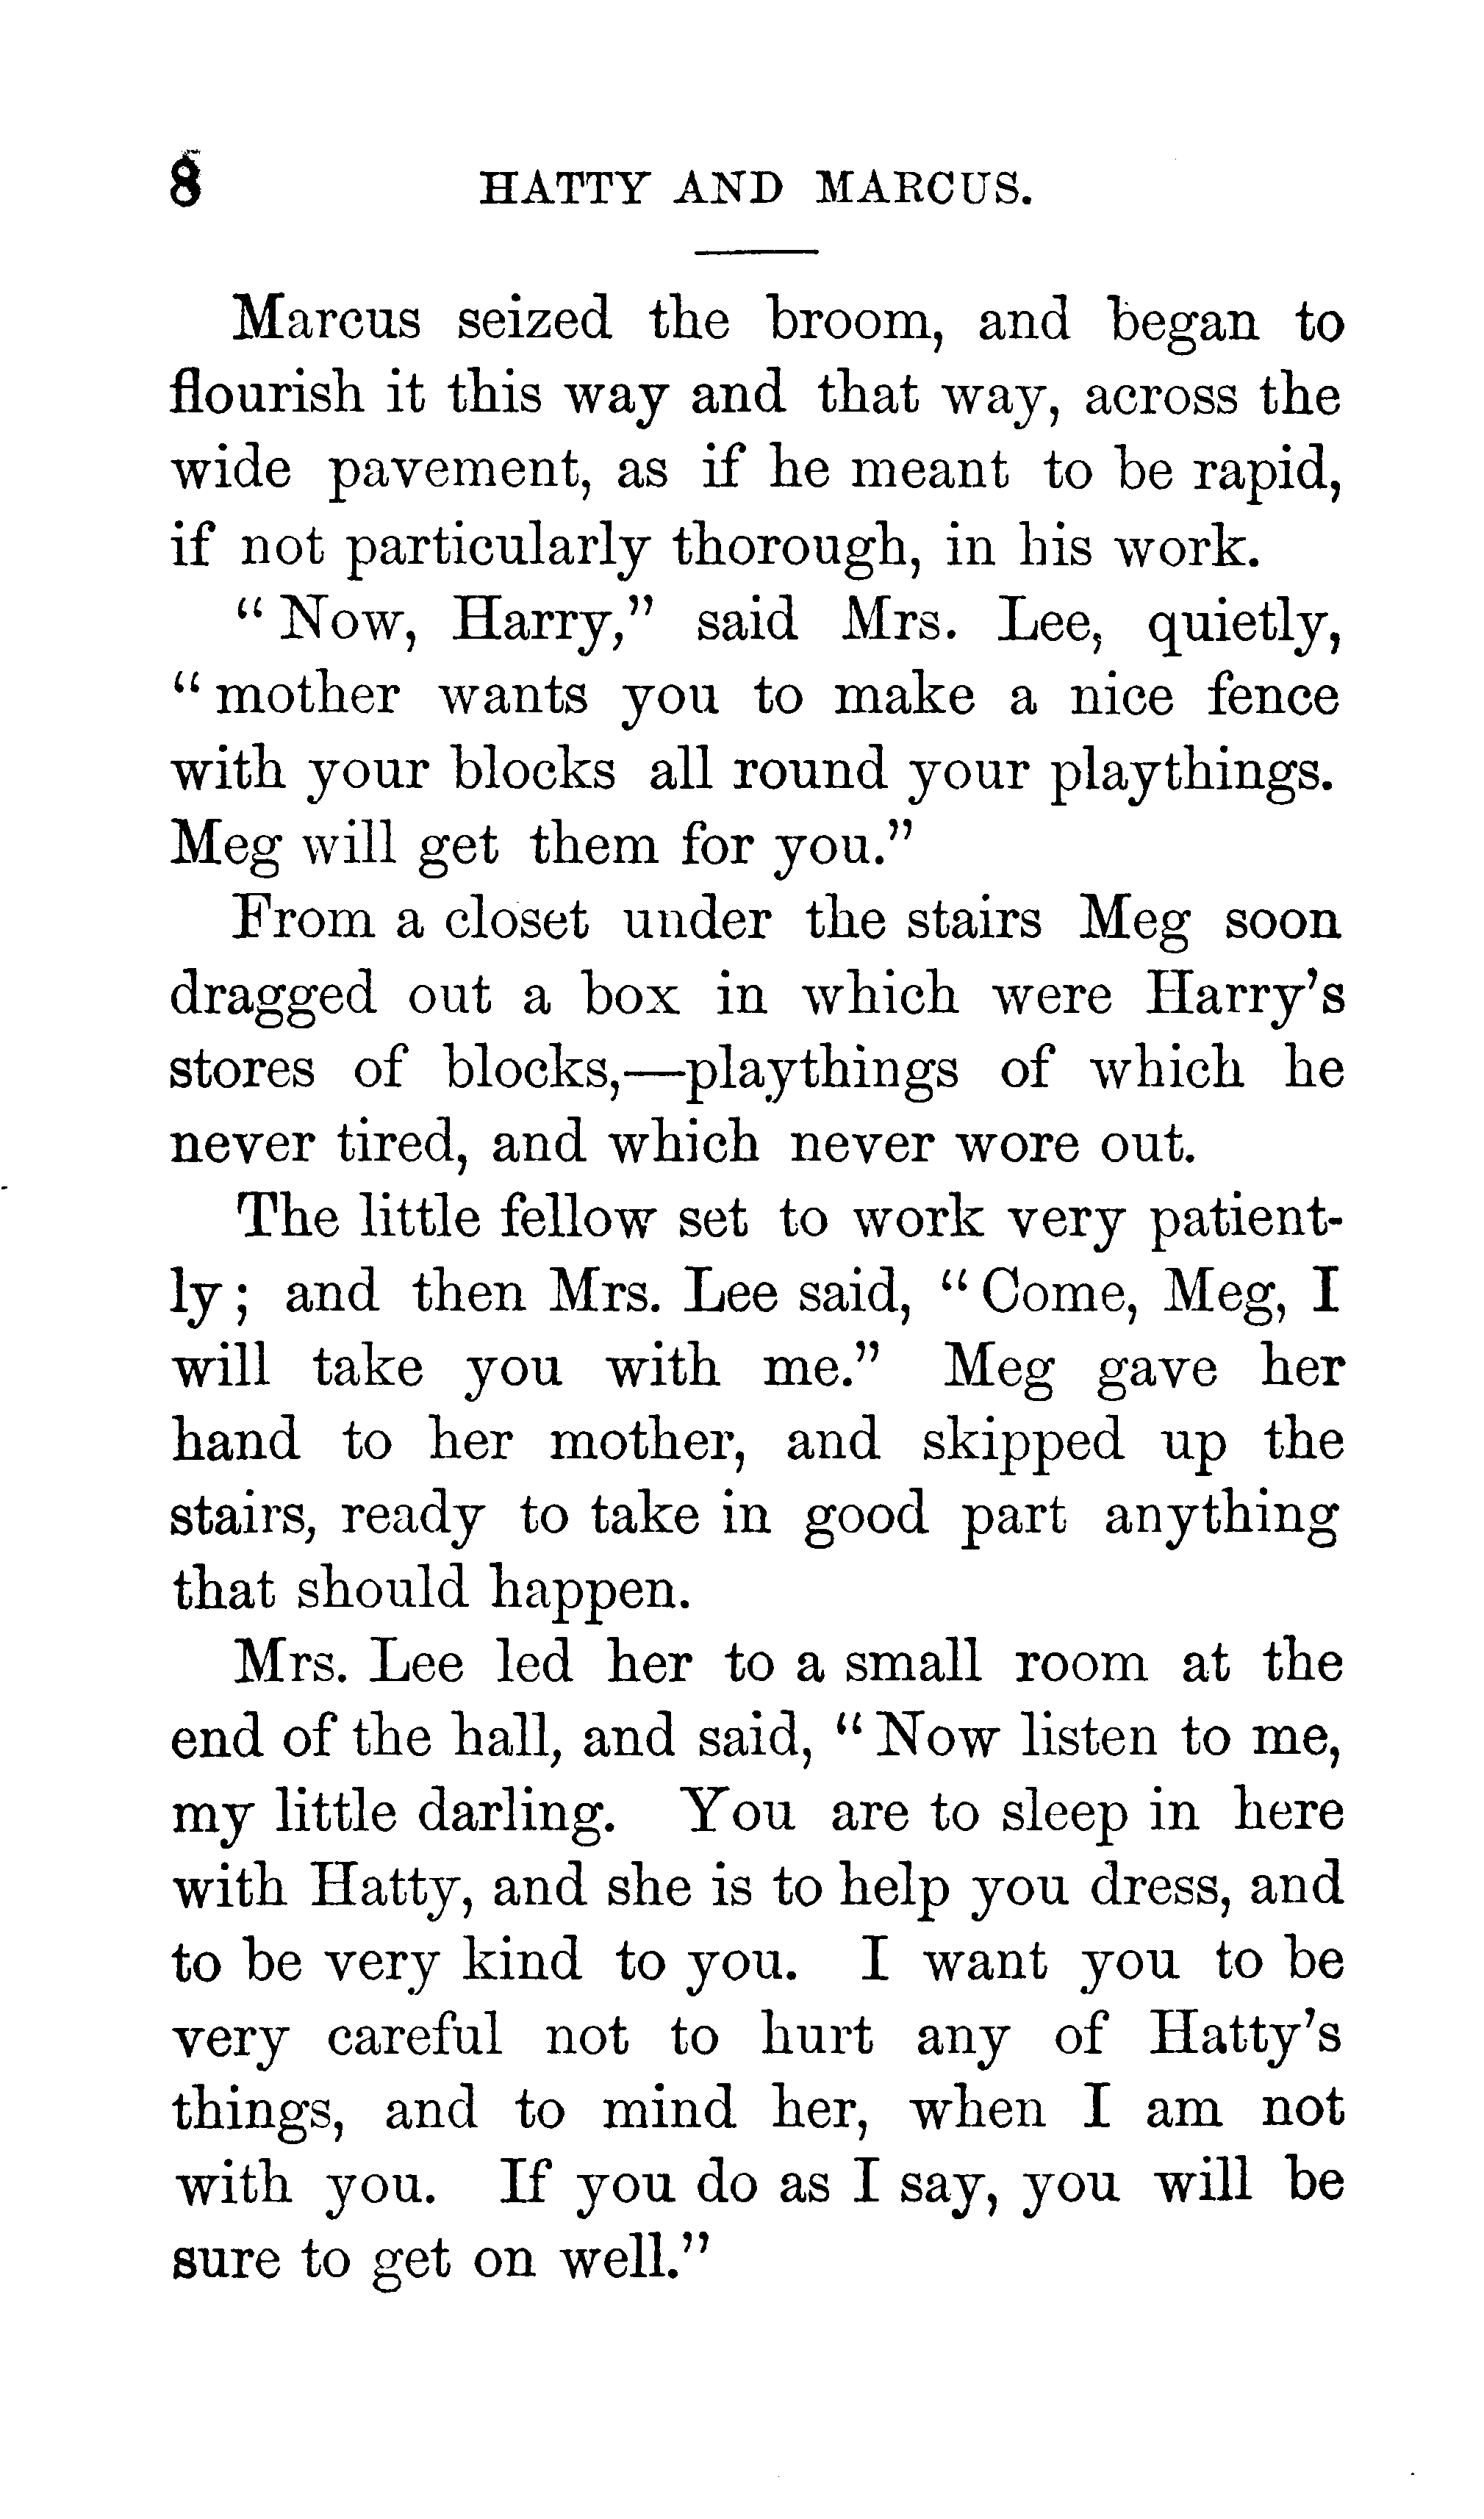 8 HATTY AND MARCUS.
Marcus seized the broom, and began to
flourish it this way and that way, across the
wide pavement, as if he meant to be rapid,
if not particularly thorough, in his work.
"Now, Harry," said Mrs. Lee, quietly,
"mother wants you to make a nice fence
with your blocks all round your playthings.
Meg will get them for you."
From a closet under the stairs Meg soon
dragged out a box in which were Harry's
stores of blocks,—playthings of which he
never tired, and which never wore out.
The little fellow set to work very patient-
ly; and then Mrs. Lee said, "Come, Meg, I
will take you with me." Meg gave her
hand to her mother, and skipped up the
stairs, ready to take in good part anything
that should happen.
Mrs. Lee led her to a small room at the
end of the hall, and said, "Now listen to me,
my little darling. You are to sleep in here
with Hatty, and she is to help you dress, and
to be very kind to you. I want you to be
very careful not to hurt any of Hatty's
things, and to mind her, when I am not
with you. If you do as I say, you will be
sure to get on well."